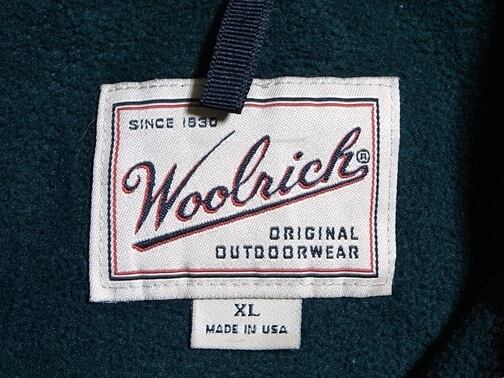 SINCE 1830
Woolrich®
ORIGINAL
OUTDOORWEAR
XL
MADE IN USA